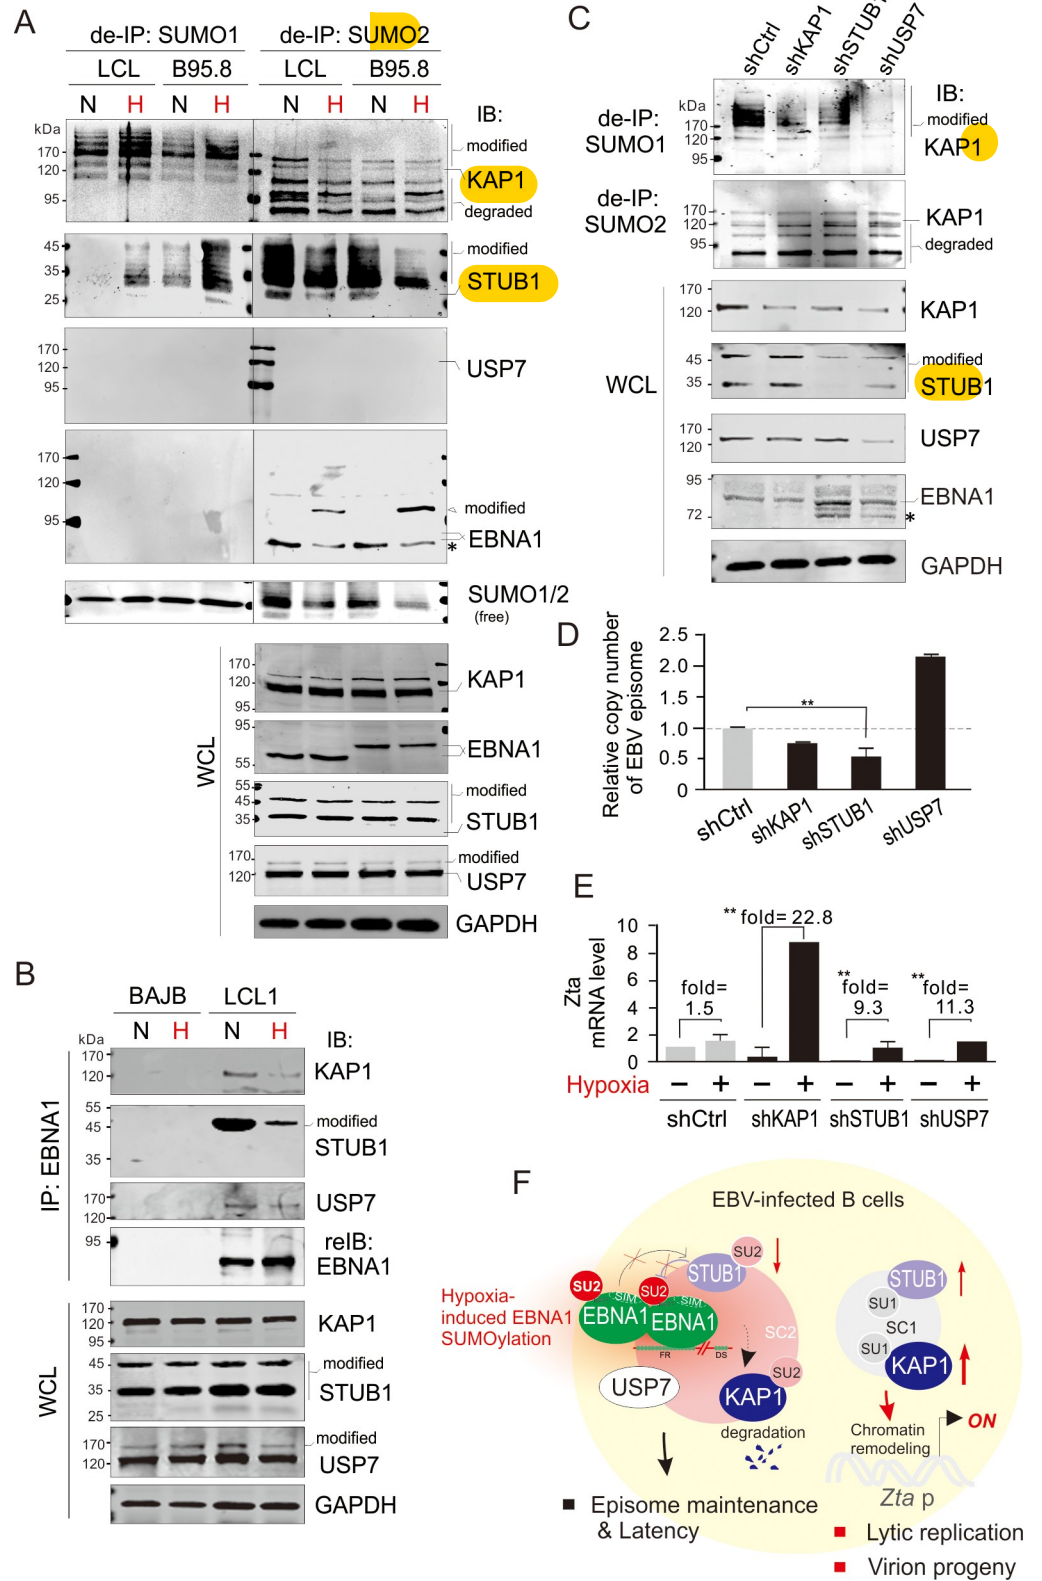 A
de-IP: SUMO1
de-IP: SUMO2
LCL
B95.8
LCL
B95.8
N
H
N
H
N
H
N
H
IB:
kDa
170
120
95
modified
KAP1
degraded
45
35
25
modified
STUB1
170
120
95
USP7
170
120
95
modified
EBNA1
*
SUMO1/2
(free)
WCL
170
120
95
KAP1
95
55
EBNA1
55
45
35
modified
STUB1
170
120
modified
USP7
GAPDH
B
BAJB
LCL1
N
H
N
H
IB:
kDa
IP: EBNA1
170
120
KAP1
55
45
35
modified
STUB1
170
120
USP7
95
reIB:
EBNA1
WCL
170
120
95
KAP1
45
35
25
modified
STUB1
170
120
modified
USP7
GAPDH
C
shCtrl
shKAP1
shSTUB1
shUSP7
IB:
de-IP:
SUMO1
kDa
170
120
95
modified
KAP1
de-IP:
SUMO2
170
120
95
KAP1
degraded
WCL
170
120
KAP1
45
35
modified
STUB1
170
120
USP7
95
72
EBNA1
*
GAPDH
D
Relative copy number
of EBV episome
2.5
2.0
1.5
1.0
0.5
0
**
shCtrl
shKAP1
shSTUB1
shUSP7
E
Zta
mRNA level
10
8
6
4
2
0
fold=
1.5
** fold= 22.8
**
fold=
9.3
**
fold=
11.3
Hypoxia
− + − + − + − +
shCtrl
shKAP1
shSTUB1
shUSP7
F
EBV-infected B cells
Hypoxia-
induced EBNA1
SUMOylation
SU2
SIM
EBNA1
SU2
SIM
EBNA1
STUB1
SU2
SC2
FR
DS
USP7
KAP1
SU2
degradation
Episome maintenance
& Latency
STUB1
SU1
SC1
SU1
KAP1
Chromatin
remodeling
ON
Zta p
Lytic replication
Virion progeny